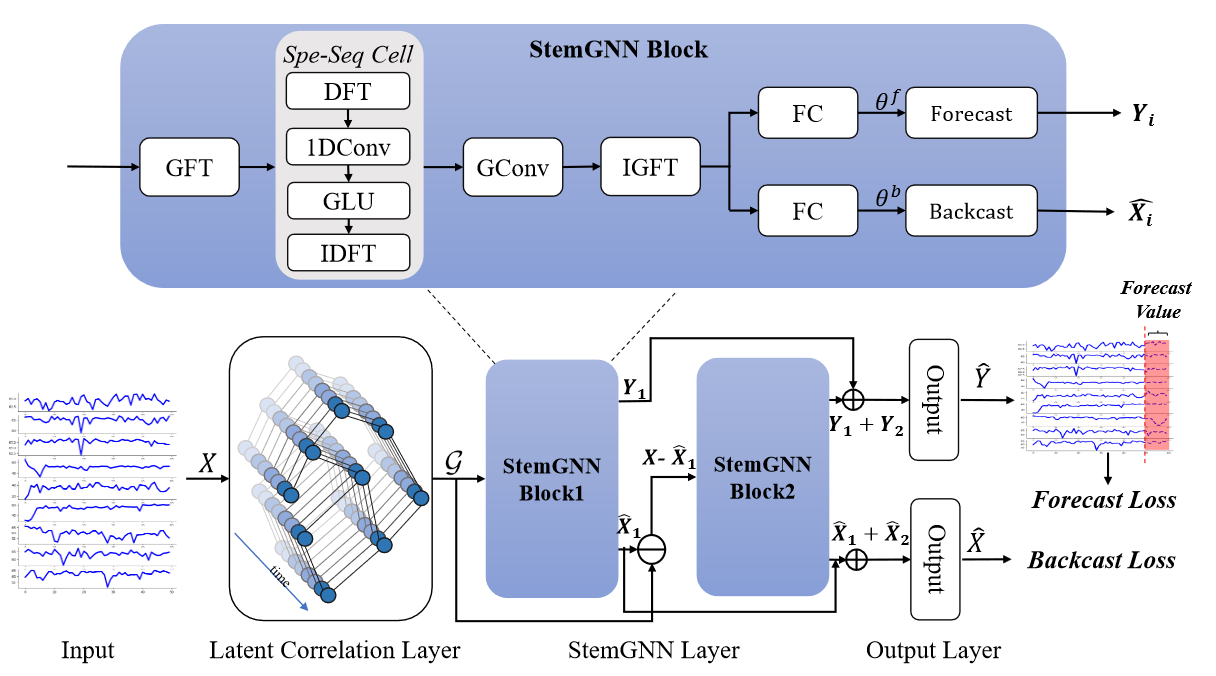 StemGNN Block
Spe-Seq Cell
DFT
1DConv
GLU
IDFT
GFT
GConv
IGFT
FC
θ^f
Forecast
Y_i
FC
θ^b
Backcast
X̂_i
Forecast
Value
X
time
𝒢
StemGNN
Block1
Y_1
X̂_1
X- X̂_1
StemGNN
Block2
Y_1 + Y_2
X̂_1 + X̂_2
Output
Ŷ
Output
X̂
Forecast Loss
Backcast Loss
Input
Latent Correlation Layer
StemGNN Layer
Output Layer